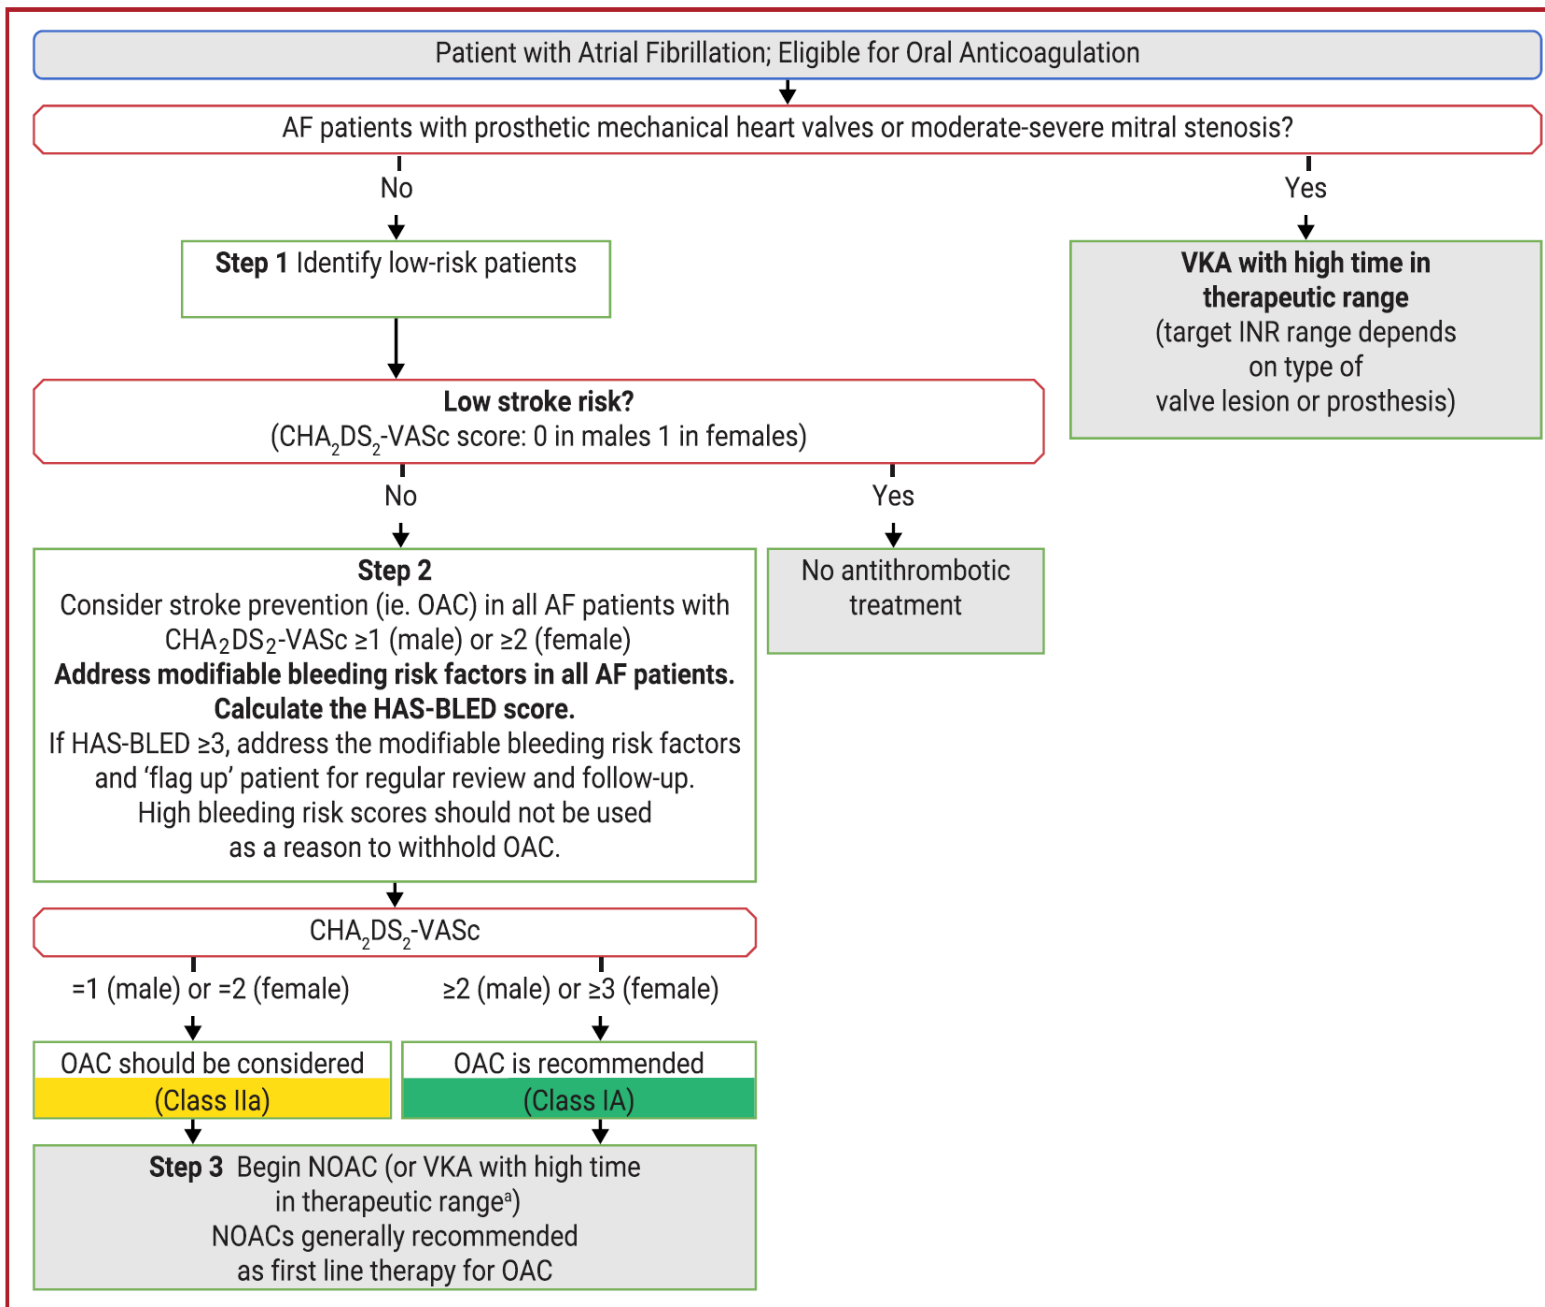 Patient with Atrial Fibrillation; Eligible for Oral Anticoagulation
AF patients with prosthetic mechanical heart valves or moderate-severe mitral stenosis?
No
Yes
Step 1 Identify low-risk patients
VKA with high time in
therapeutic range
(target INR range depends
on type of
valve lesion or prosthesis)
Low stroke risk?
(CHA₂DS₂-VASc score: 0 in males 1 in females)
No
Yes
Step 2
Consider stroke prevention (ie. OAC) in all AF patients with
CHA₂DS₂-VASc ≥1 (male) or ≥2 (female)
Address modifiable bleeding risk factors in all AF patients.
Calculate the HAS-BLED score.
If HAS-BLED ≥3, address the modifiable bleeding risk factors
and ‘flag up’ patient for regular review and follow-up.
High bleeding risk scores should not be used
as a reason to withhold OAC.
No antithrombotic
treatment
CHA₂DS₂-VASc
=1 (male) or =2 (female)
≥2 (male) or ≥3 (female)
OAC should be considered
(Class IIa)
OAC is recommended
(Class IA)
Step 3 Begin NOAC (or VKA with high time
in therapeutic rangeᵃ)
NOACs generally recommended
as first line therapy for OAC